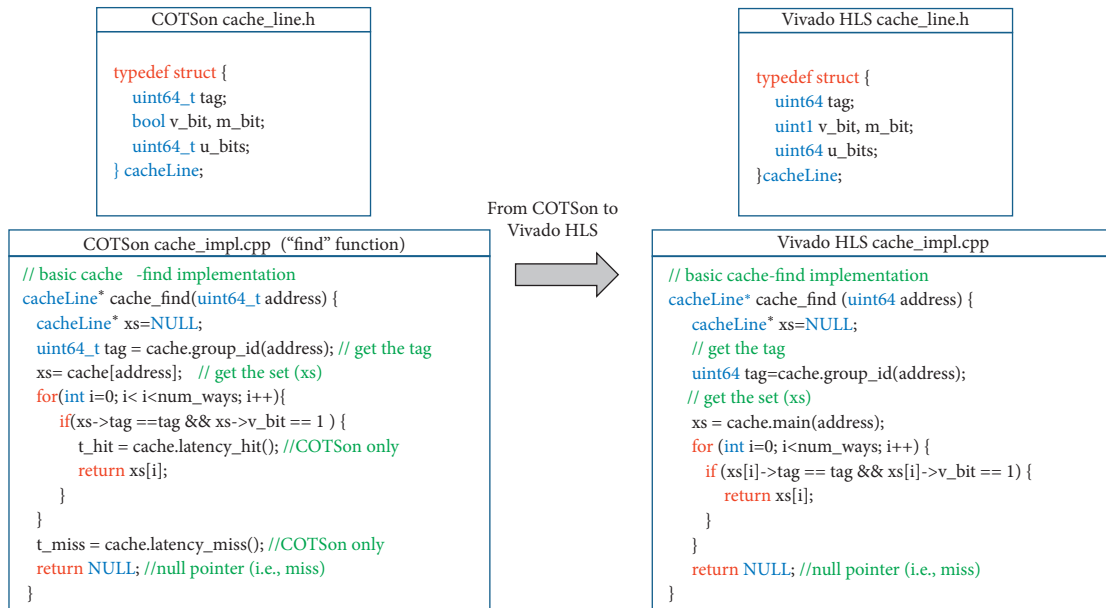 COTSon cache_line.h
typedef struct {
uint64_t tag;
bool v_bit, m_bit;
uint64_t u_bits;
} cacheLine;
COTSon cache_impl.cpp ("find" function)
// basic cache -find implementation
cacheLine* cache_find(uint64_t address) {
cacheLine* xs=NULL;
uint64_t tag = cache.group_id(address); // get the tag
xs= cache[address]; // get the set (xs)
for(int i=0; i< i<num_ways; i++){
if(xs->tag ==tag && xs->v_bit == 1 ) {
t_hit = cache.latency_hit(); //COTSon only
return xs[i];
}
}
t_miss = cache.latency_miss(); //COTSon only
return NULL; //null pointer (i.e., miss)
}
From COTSon to
Vivado HLS
Vivado HLS cache_line.h
typedef struct {
uint64 tag;
uint1 v_bit, m_bit;
uint64 u_bits;
}cacheLine;
Vivado HLS cache_impl.cpp
// basic cache-find implementation
cacheLine* cache_find (uint64 address) {
cacheLine* xs=NULL;
// get the tag
uint64 tag=cache.group_id(address);
// get the set (xs)
xs = cache.main(address);
for (int i=0; i<num_ways; i++) {
if (xs[i]->tag == tag && xs[i]->v_bit == 1) {
return xs[i];
}
}
return NULL; //null pointer (i.e., miss)
}